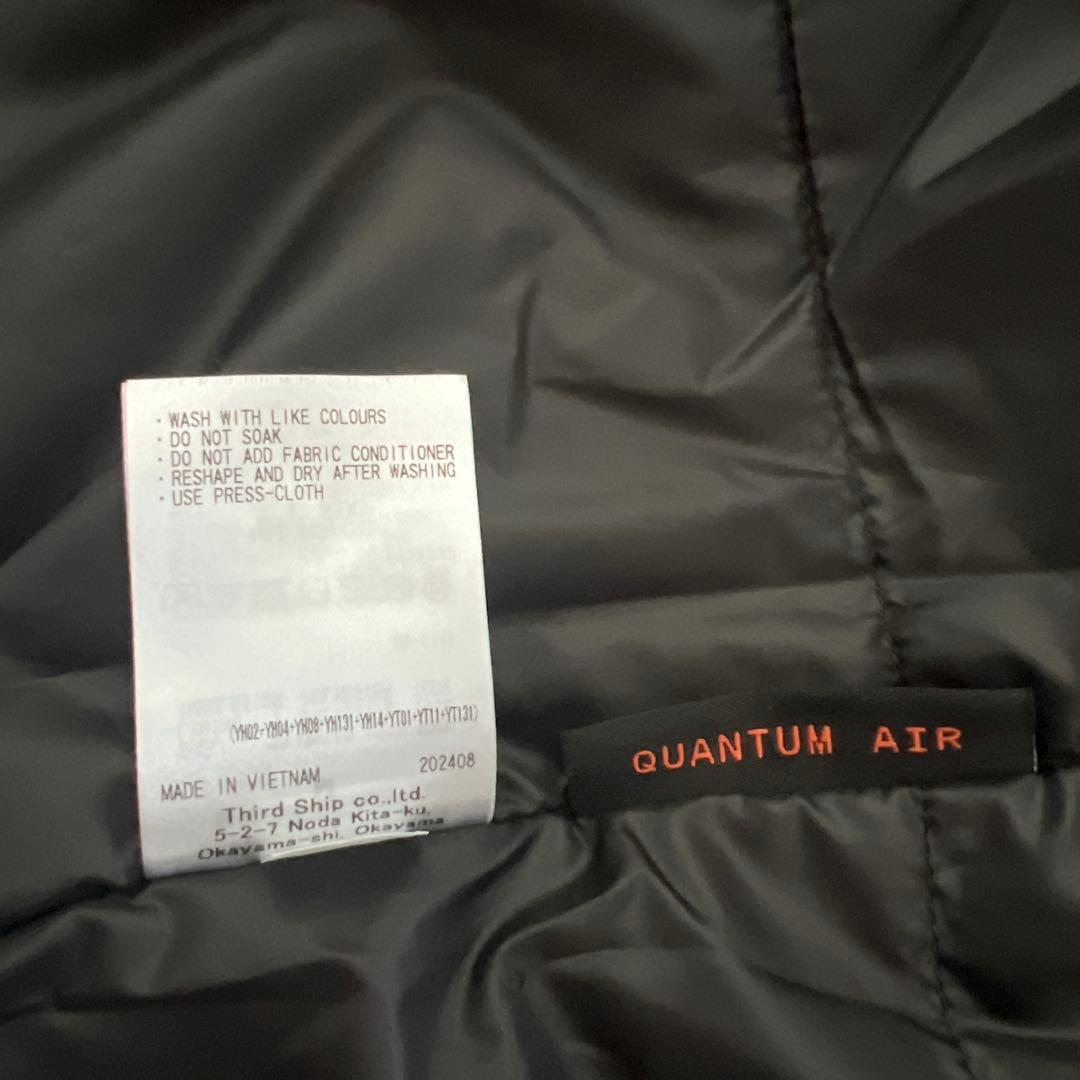 ・WASH WITH LIKE COLOURS
・DO NOT SOAK
・DO NOT ADD FABRIC CONDITIONER
・RESHAPE AND DRY AFTER WASHING
・USE PRESS-CLOTH
(YH02+YH04+YH08+YH131+YH14+YT01+YT11+YT131)
MADE IN VIETNAM 202408
Third Ship co.,ltd.
5-2-7 Noda Kita-ku,
Okayama-shi, Okayama
QUANTUM AIR